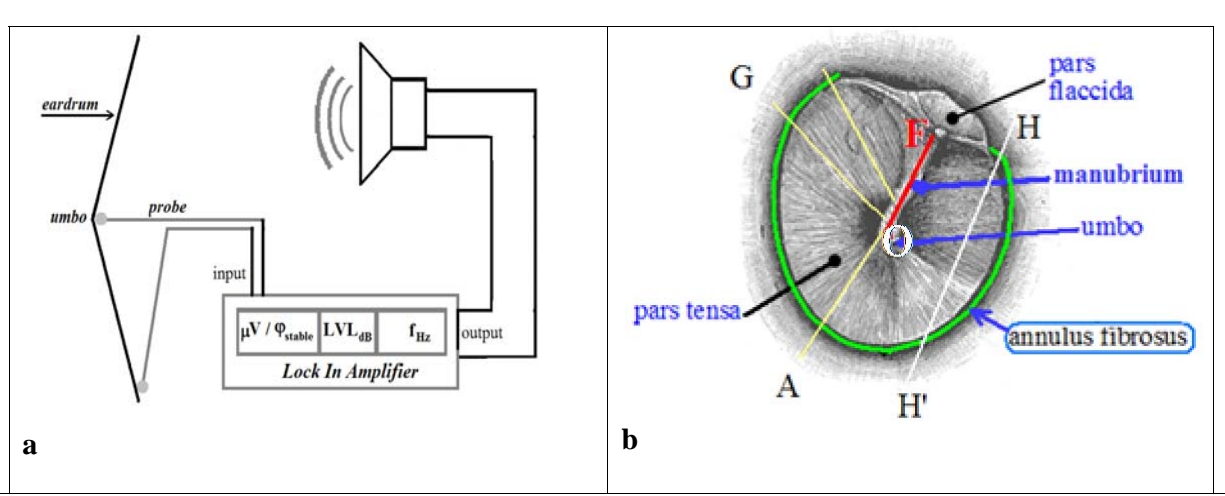 eardrum
umbo
probe
input
μV / φstable
LVLdB
fHz
output
Lock In Amplifier
a
G
pars
flaccida
F
H
manubrium
umbo
O
pars tensa
annulus fibrosus
A
H'
b